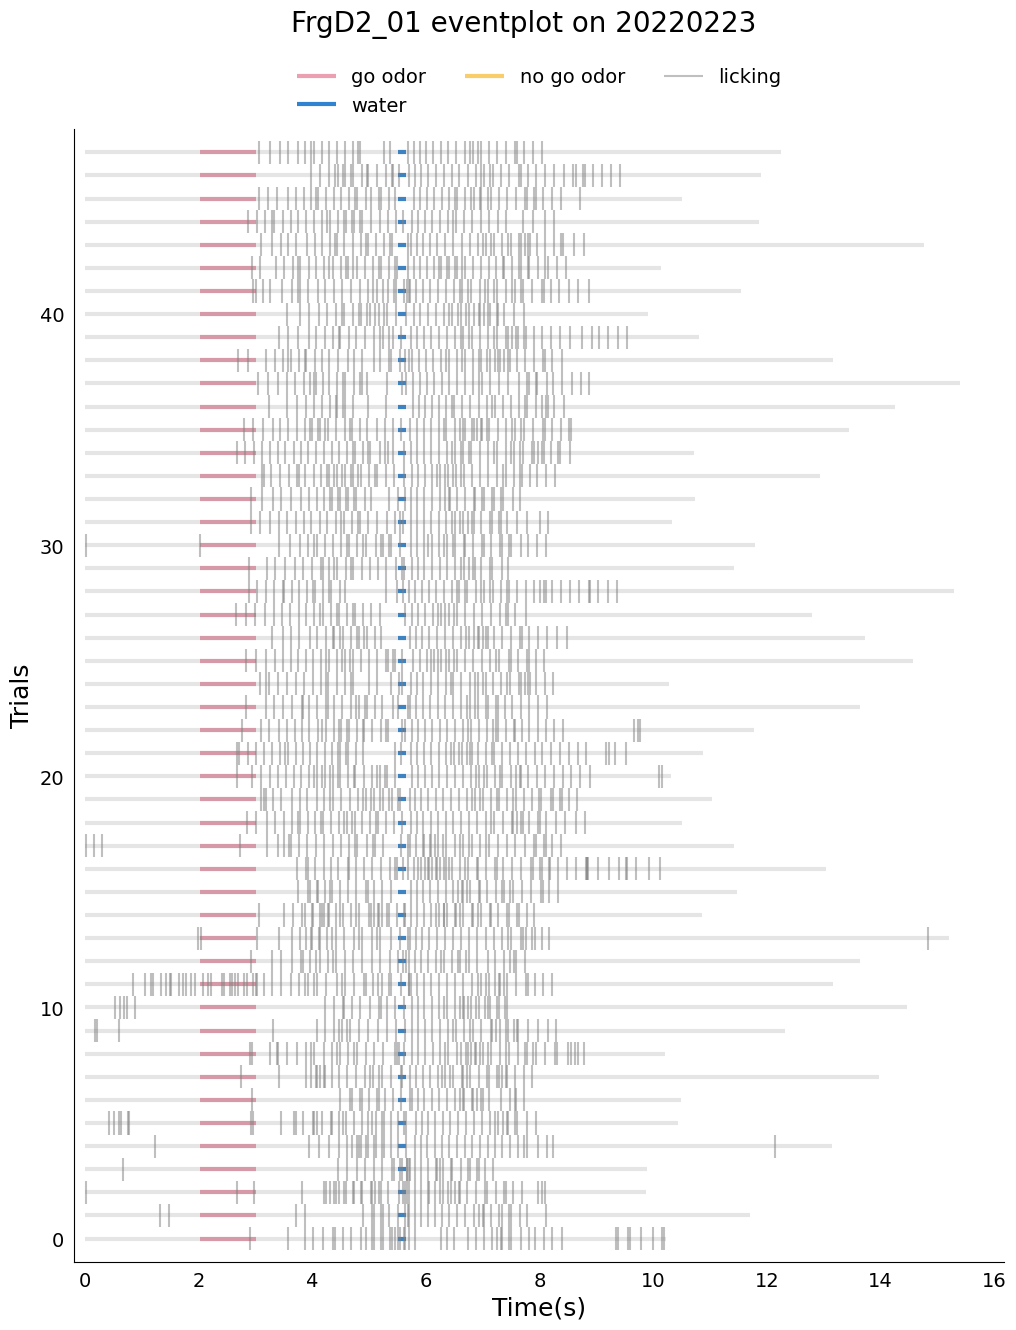 FrgD2_01 eventplot on 20220223
go odor
no go odor
licking
water
40
30
20
10
0
Trials
0 2 4 6 8 10 12 14 16
Time(s)